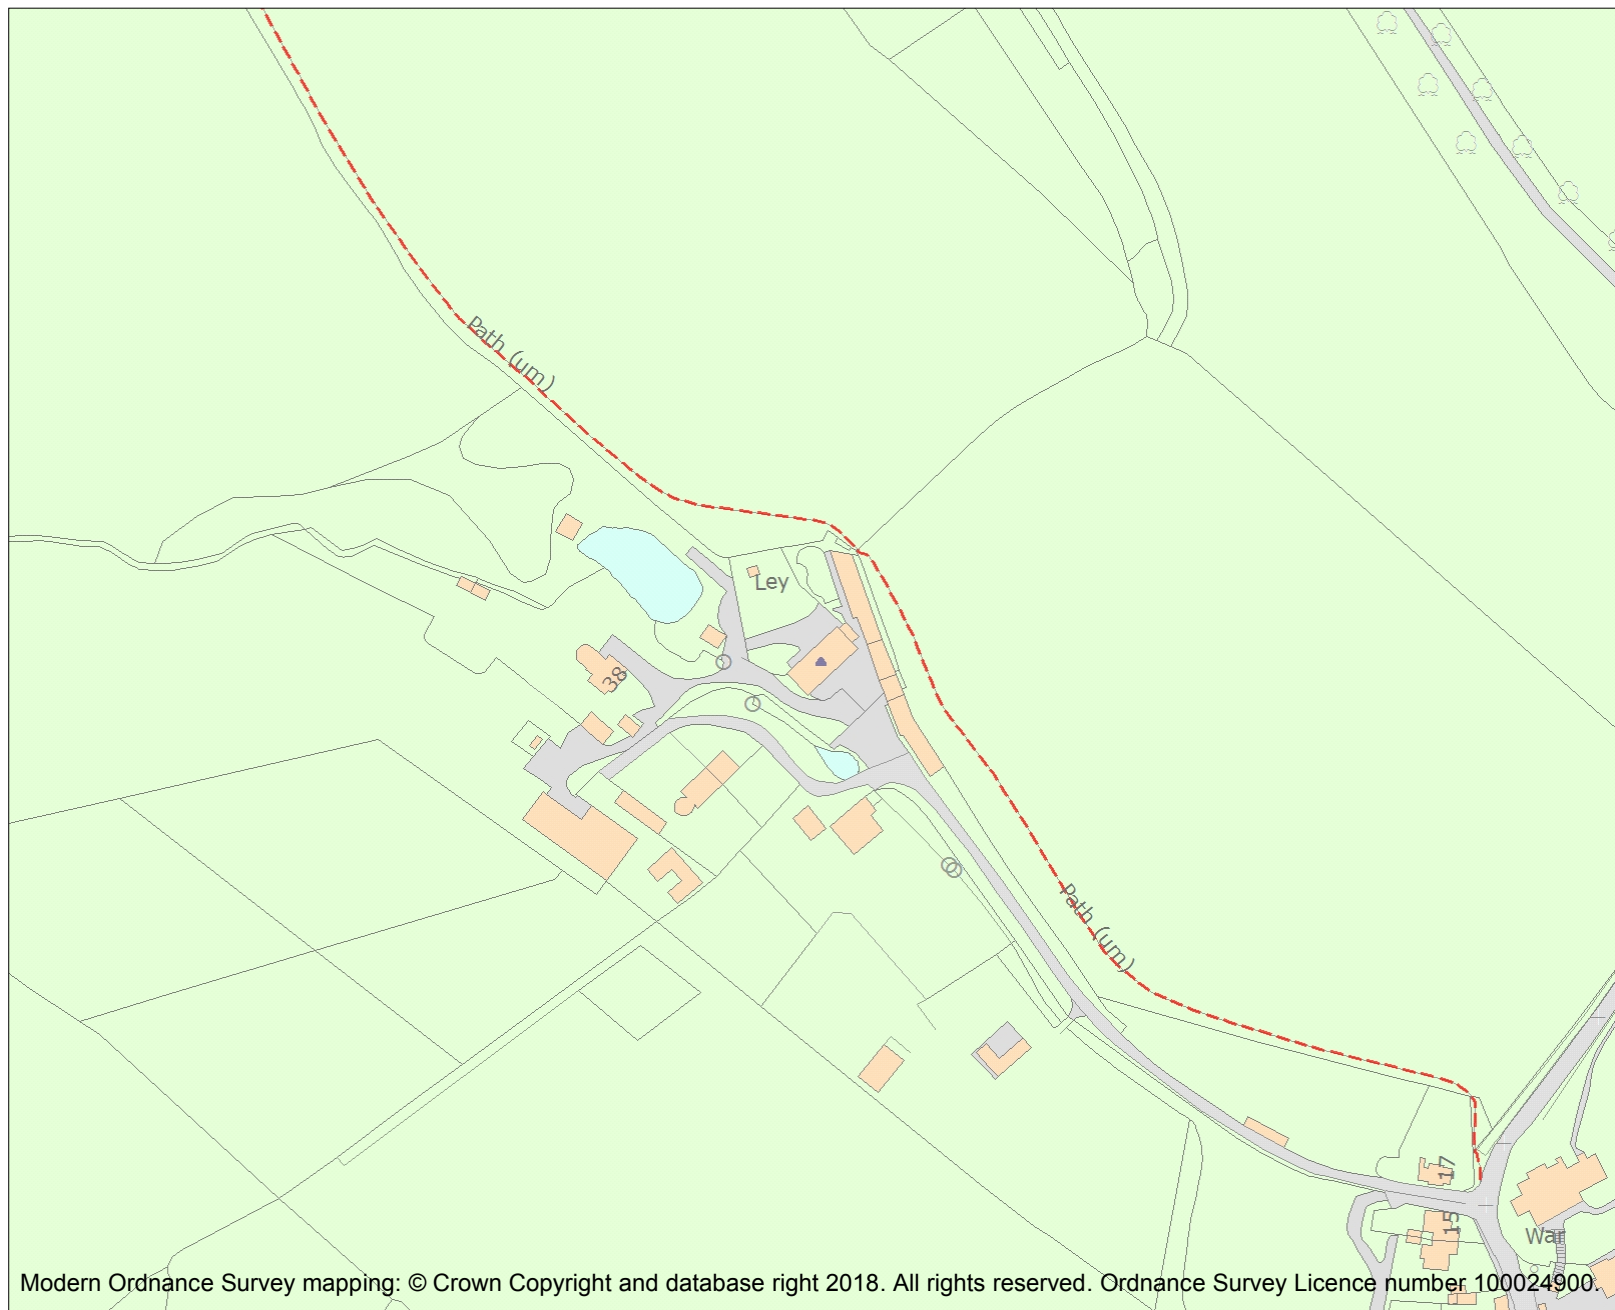 Path (um)
Ley
38
Path (um)
17
15
War
Modern Ordnance Survey mapping: © Crown Copyright and database right 2018. All rights reserved. Ordnance Survey Licence number 100024900.